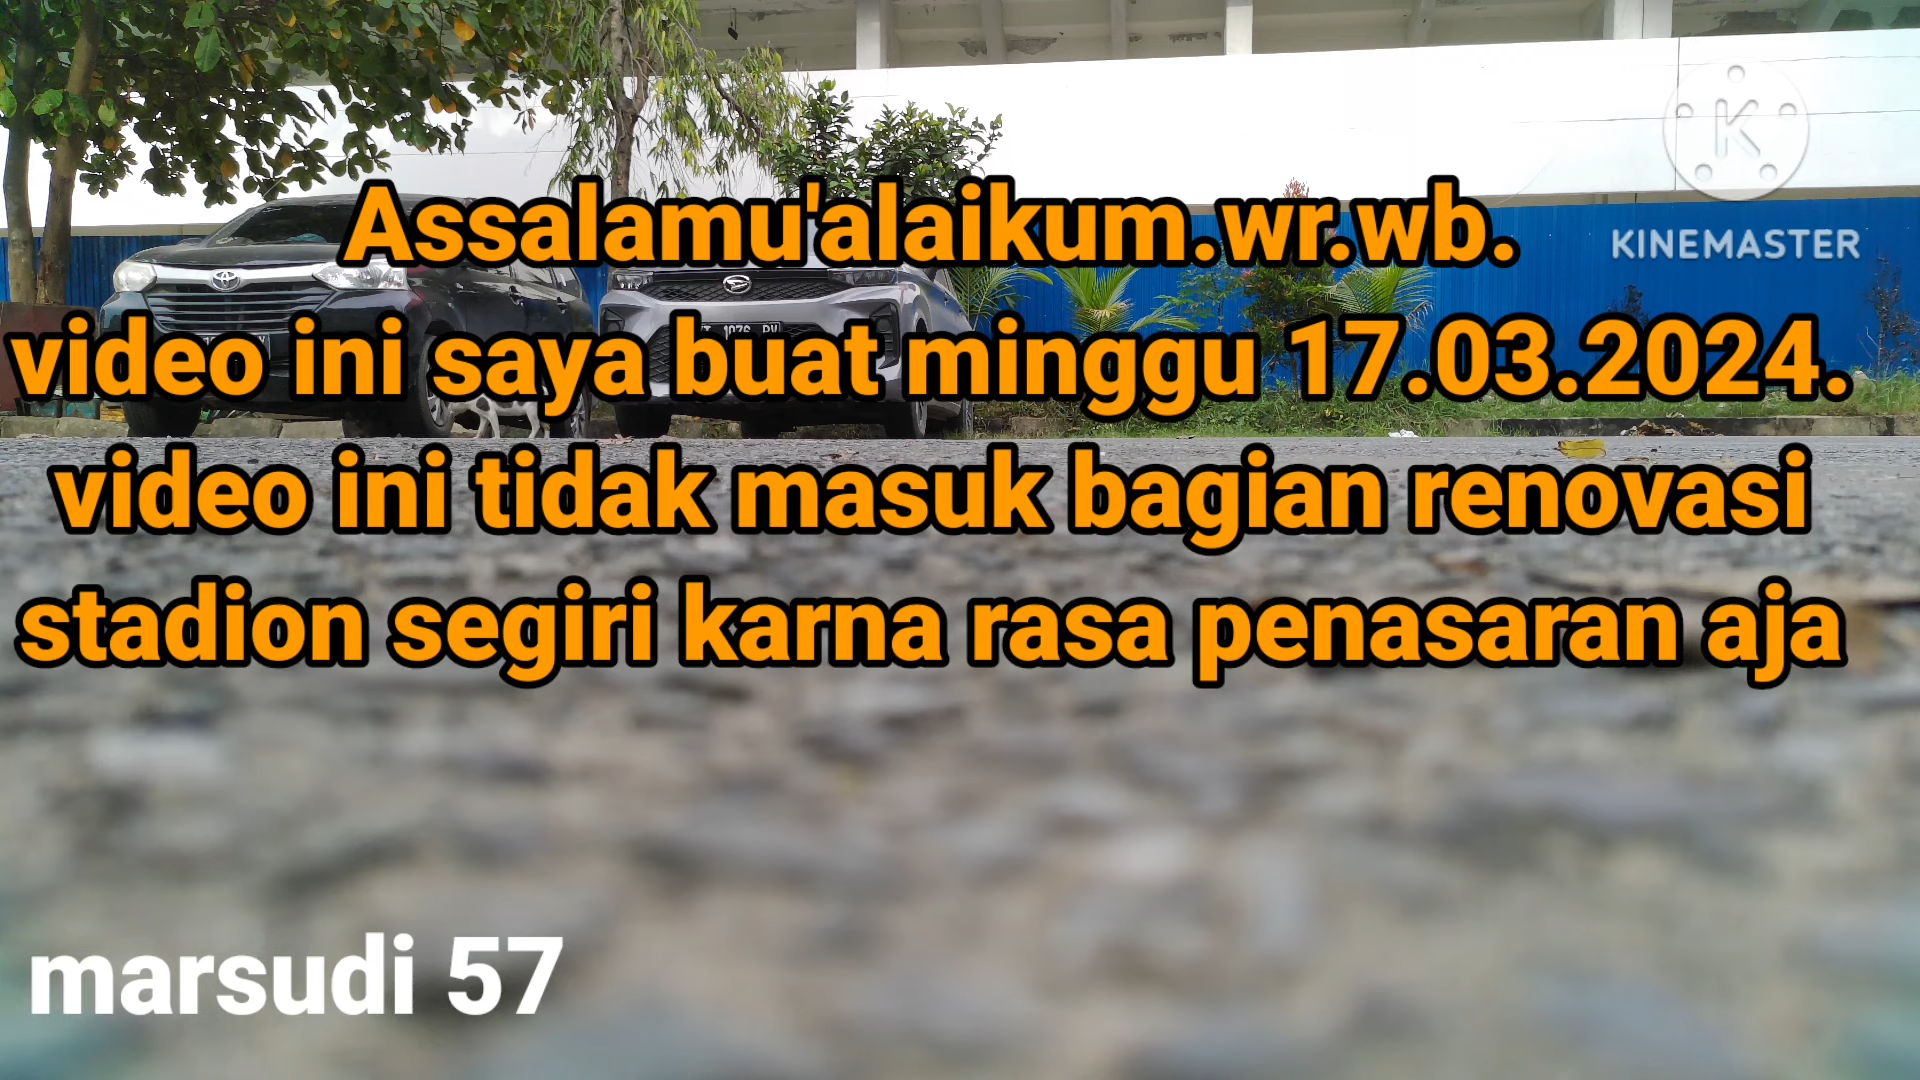 Assalamu'alaikum.wr.wb.
KINEMASTER
video ini saya buat minggu 17.03.2024.
video ini tidak masuk bagian renovasi
stadion segiri karna rasa penasaran aja
marsudi 57